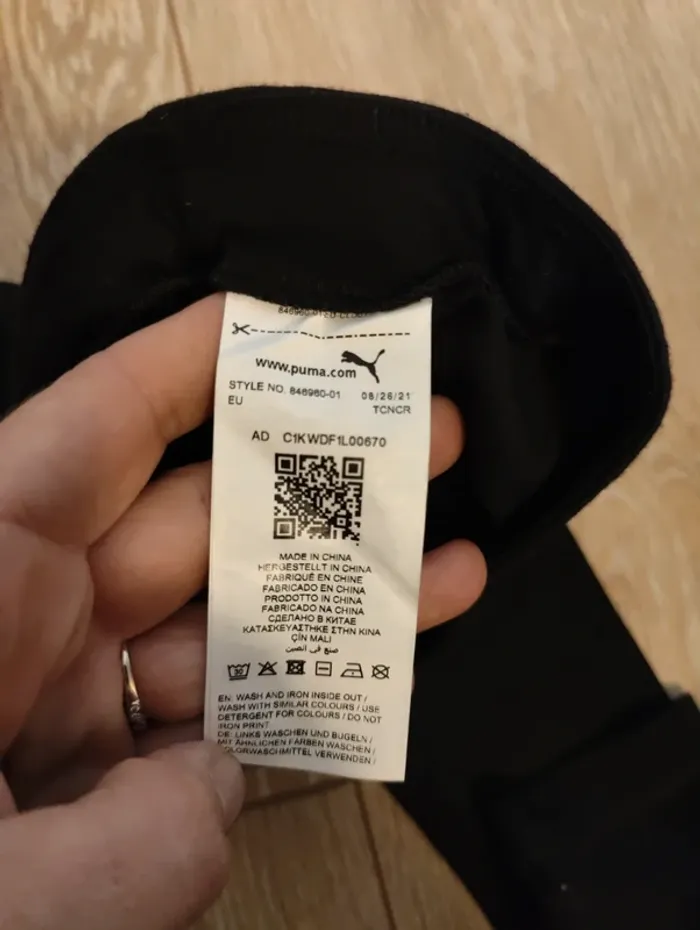 www.puma.com
STYLE NO. 846960-01 08/26/21
EU TCNCR
AD C1KWDF1L00670
MADE IN CHINA
HERGESTELLT IN CHINA
FABRIQUÉ EN CHINE
FABRICADO EN CHINA
PRODOTTO IN CHINA
FABRICADO NA CHINA
СДЕЛАНО В КИТАЕ
ΚΑΤΑΣΚΕΥΑΣΤΗΚΕ ΣΤΗΝ ΚΙΝΑ
ÇİN MALI
صنع في الصين
30
EN: WASH AND IRON INSIDE OUT /
WASH WITH SIMILAR COLOURS / USE
DETERGENT FOR COLOURS / DO NOT
IRON PRINT
DE: LINKS WASCHEN UND BÜGELN /
MIT ÄHNLICHEN FARBEN WASCHEN /
COLORWASCHMITTEL VERWENDEN /